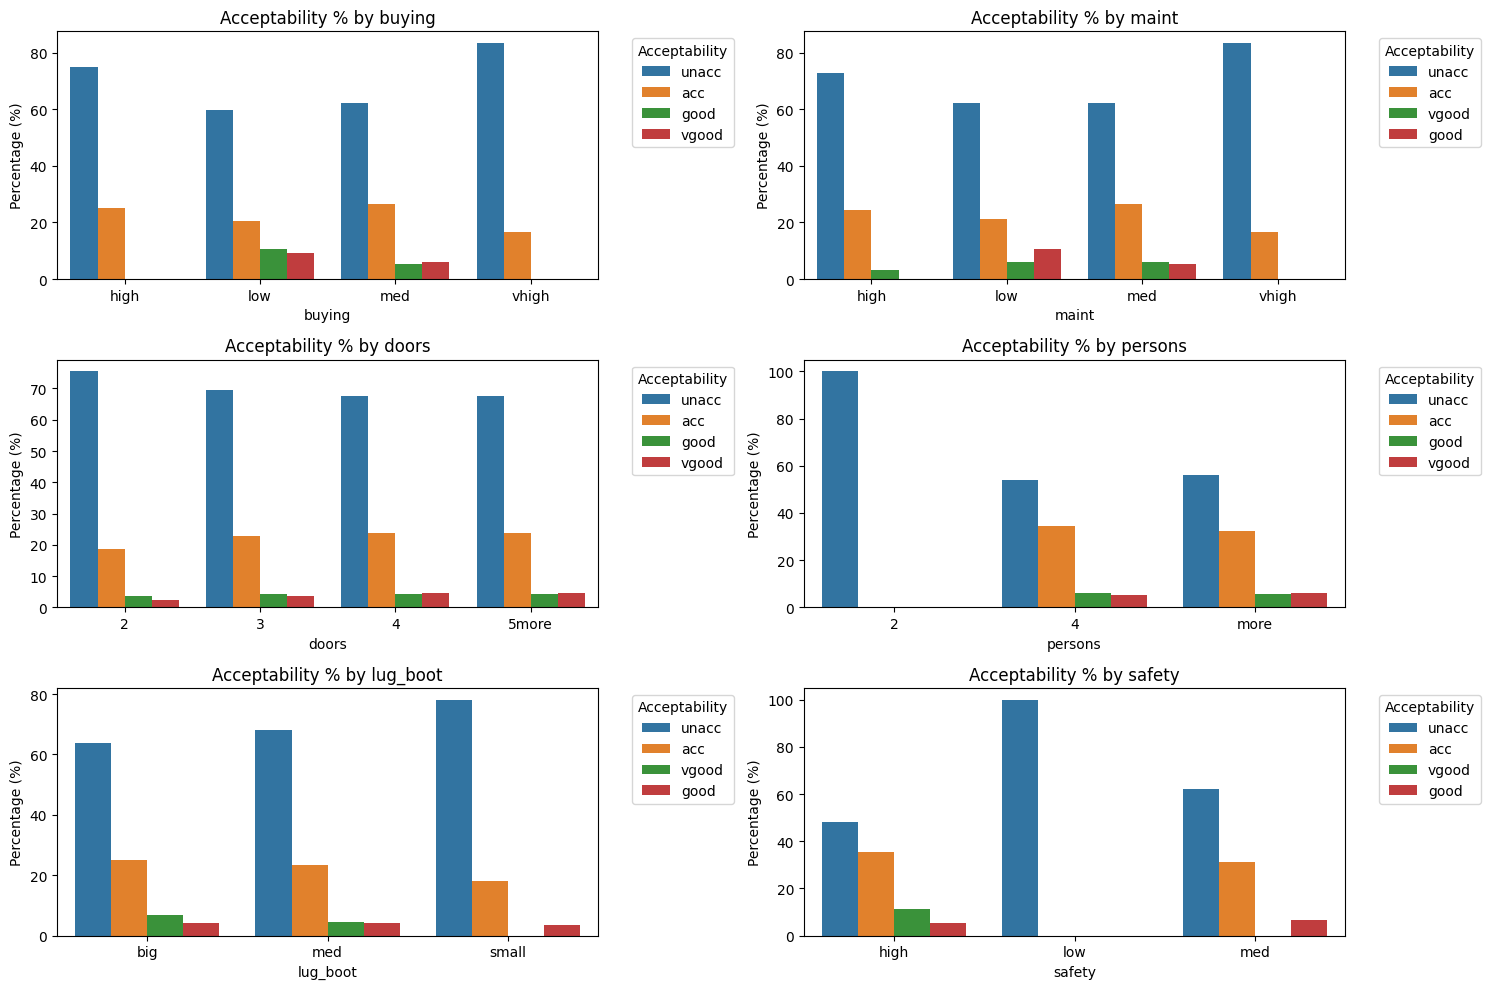 Acceptability % by buying
Percentage (%)
80
60
40
20
0
high low med vhigh
buying
Acceptability
unacc
acc
good
vgood
Acceptability % by maint
Percentage (%)
80
60
40
20
0
high low med vhigh
maint
Acceptability
unacc
acc
vgood
good
Acceptability % by doors
Percentage (%)
70
60
50
40
30
20
10
0
2 3 4 5more
doors
Acceptability
unacc
acc
good
vgood
Acceptability % by persons
Percentage (%)
100
80
60
40
20
0
2 4 more
persons
Acceptability
unacc
acc
good
vgood
Acceptability % by lug_boot
Percentage (%)
80
60
40
20
0
big med small
lug_boot
Acceptability
unacc
acc
vgood
good
Acceptability % by safety
Percentage (%)
100
80
60
40
20
0
high low med
safety
Acceptability
unacc
acc
vgood
good